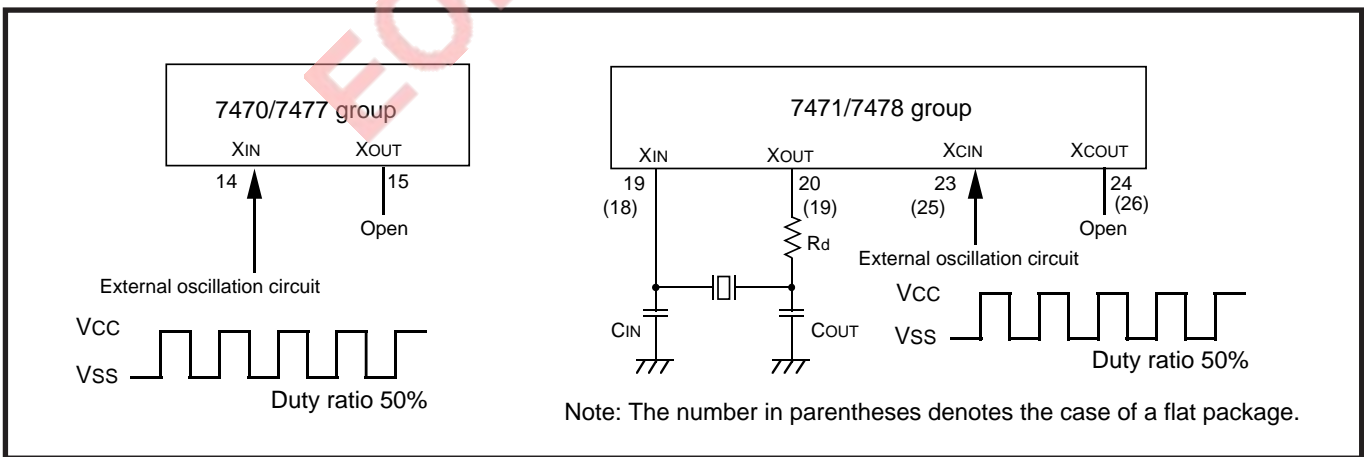 EOL
7470/7477 group
XIN XOUT
14 15
Open
External oscillation circuit
VCC
VSS
Duty ratio 50%
7471/7478 group
XIN XOUT XCIN XCOUT
19 20 23 24
(18) (19) (25) (26)
Rd
Open
External oscillation circuit
CIN COUT
VCC
VSS
Duty ratio 50%
Note: The number in parentheses denotes the case of a flat package.